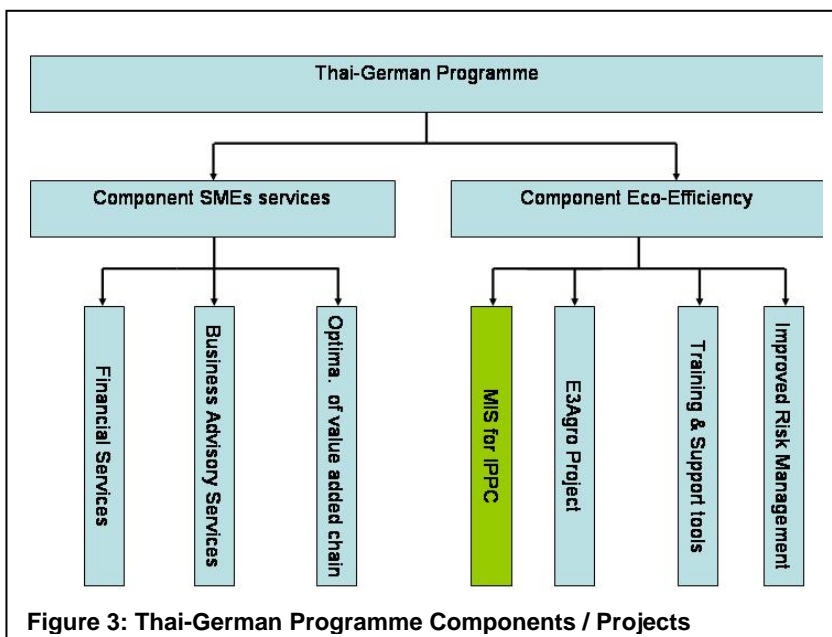 Thai-German Programme
Component SMEs services
Component Eco-Efficiency
Financial Services
Business Advisory Services
Optima. of value added chain
MIS for IPPC
E3Agro Project
Training & Support tools
Improved Risk Management
Figure 3: Thai-German Programme Components / Projects